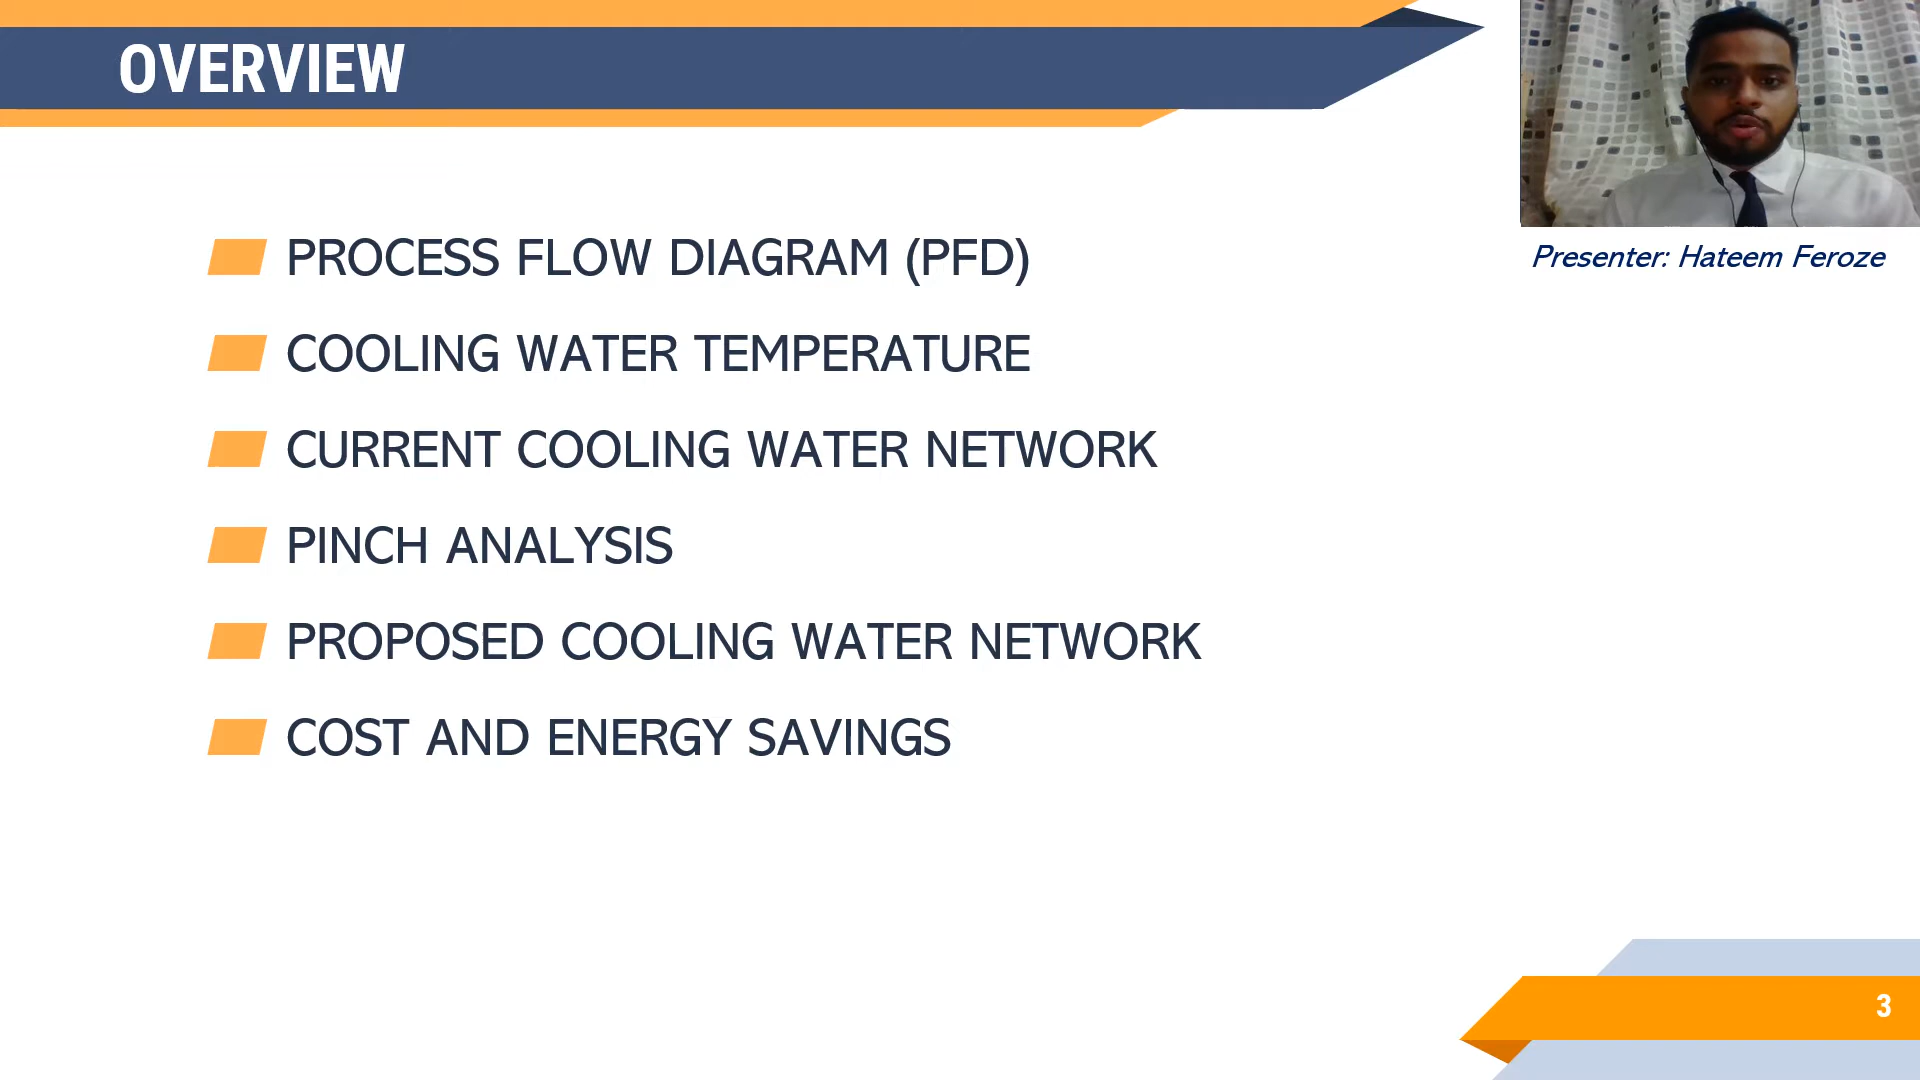 OVERVIEW
Presenter: Hateem Feroze
PROCESS FLOW DIAGRAM (PFD)
COOLING WATER TEMPERATURE
CURRENT COOLING WATER NETWORK
PINCH ANALYSIS
PROPOSED COOLING WATER NETWORK
COST AND ENERGY SAVINGS
3